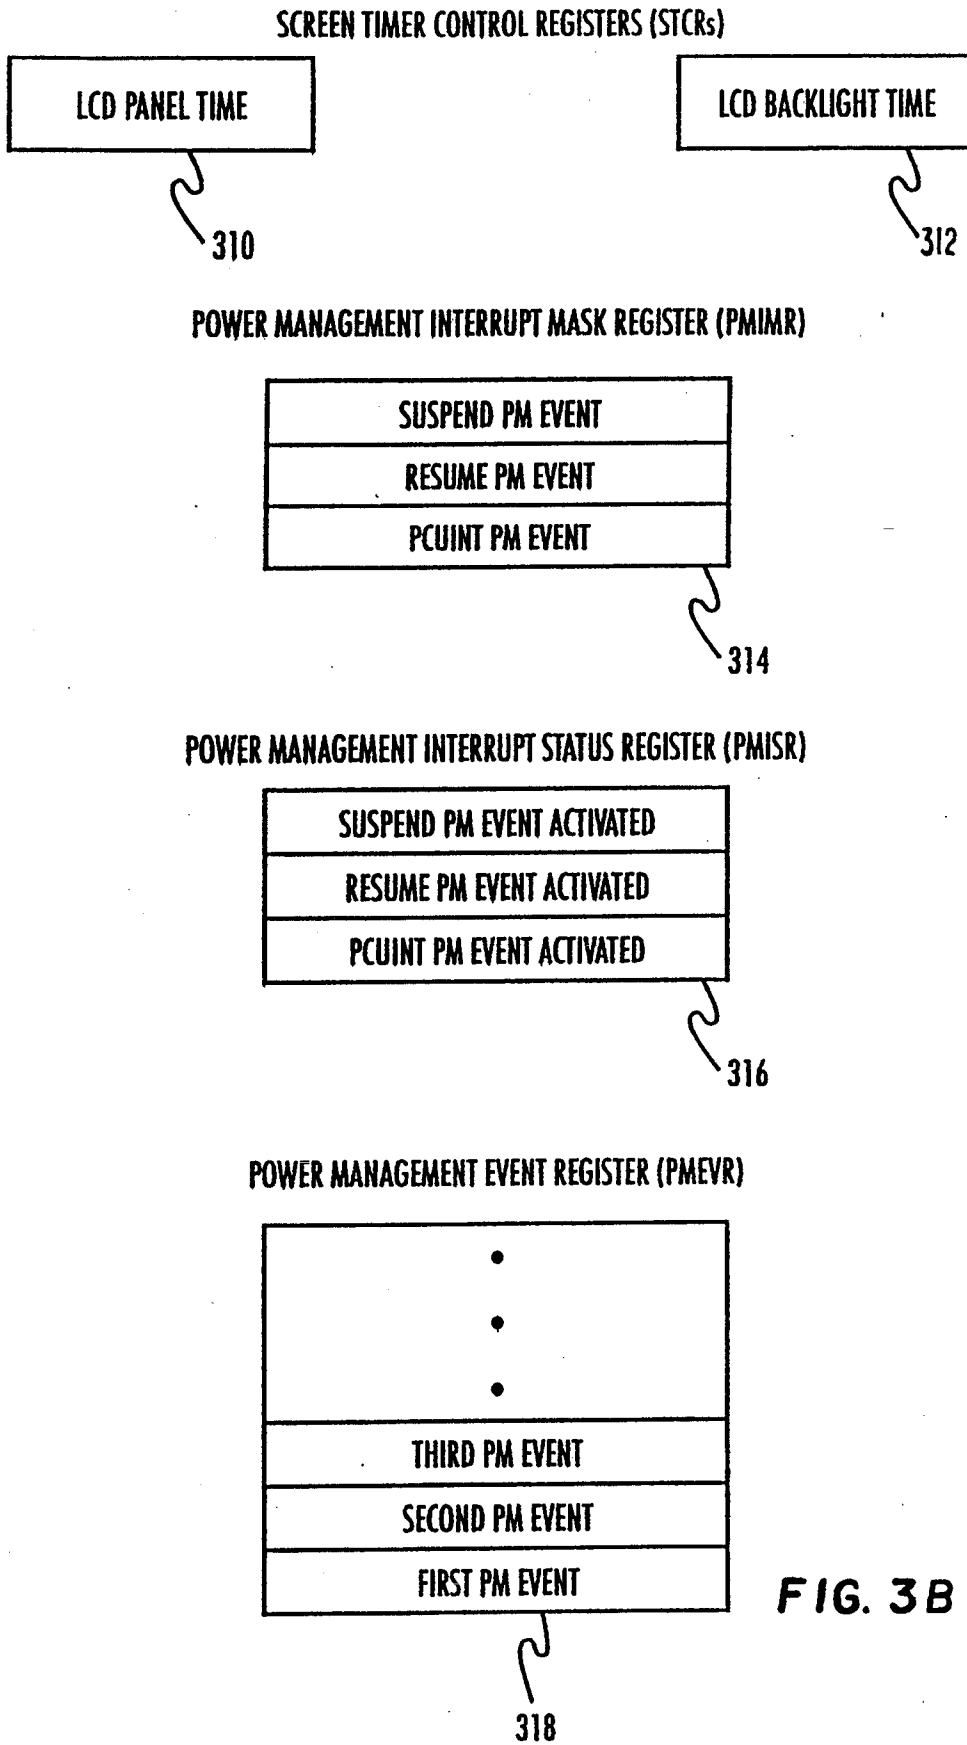 SCREEN TIMER CONTROL REGISTERS (STCRs)
LCD PANEL TIME
LCD BACKLIGHT TIME
310
312
POWER MANAGEMENT INTERRUPT MASK REGISTER (PMIMR)
SUSPEND PM EVENT
RESUME PM EVENT
PCUINT PM EVENT
314
POWER MANAGEMENT INTERRUPT STATUS REGISTER (PMISR)
SUSPEND PM EVENT ACTIVATED
RESUME PM EVENT ACTIVATED
PCUINT PM EVENT ACTIVATED
316
POWER MANAGEMENT EVENT REGISTER (PMEVR)
THIRD PM EVENT
SECOND PM EVENT
FIRST PM EVENT
FIG. 3B
318